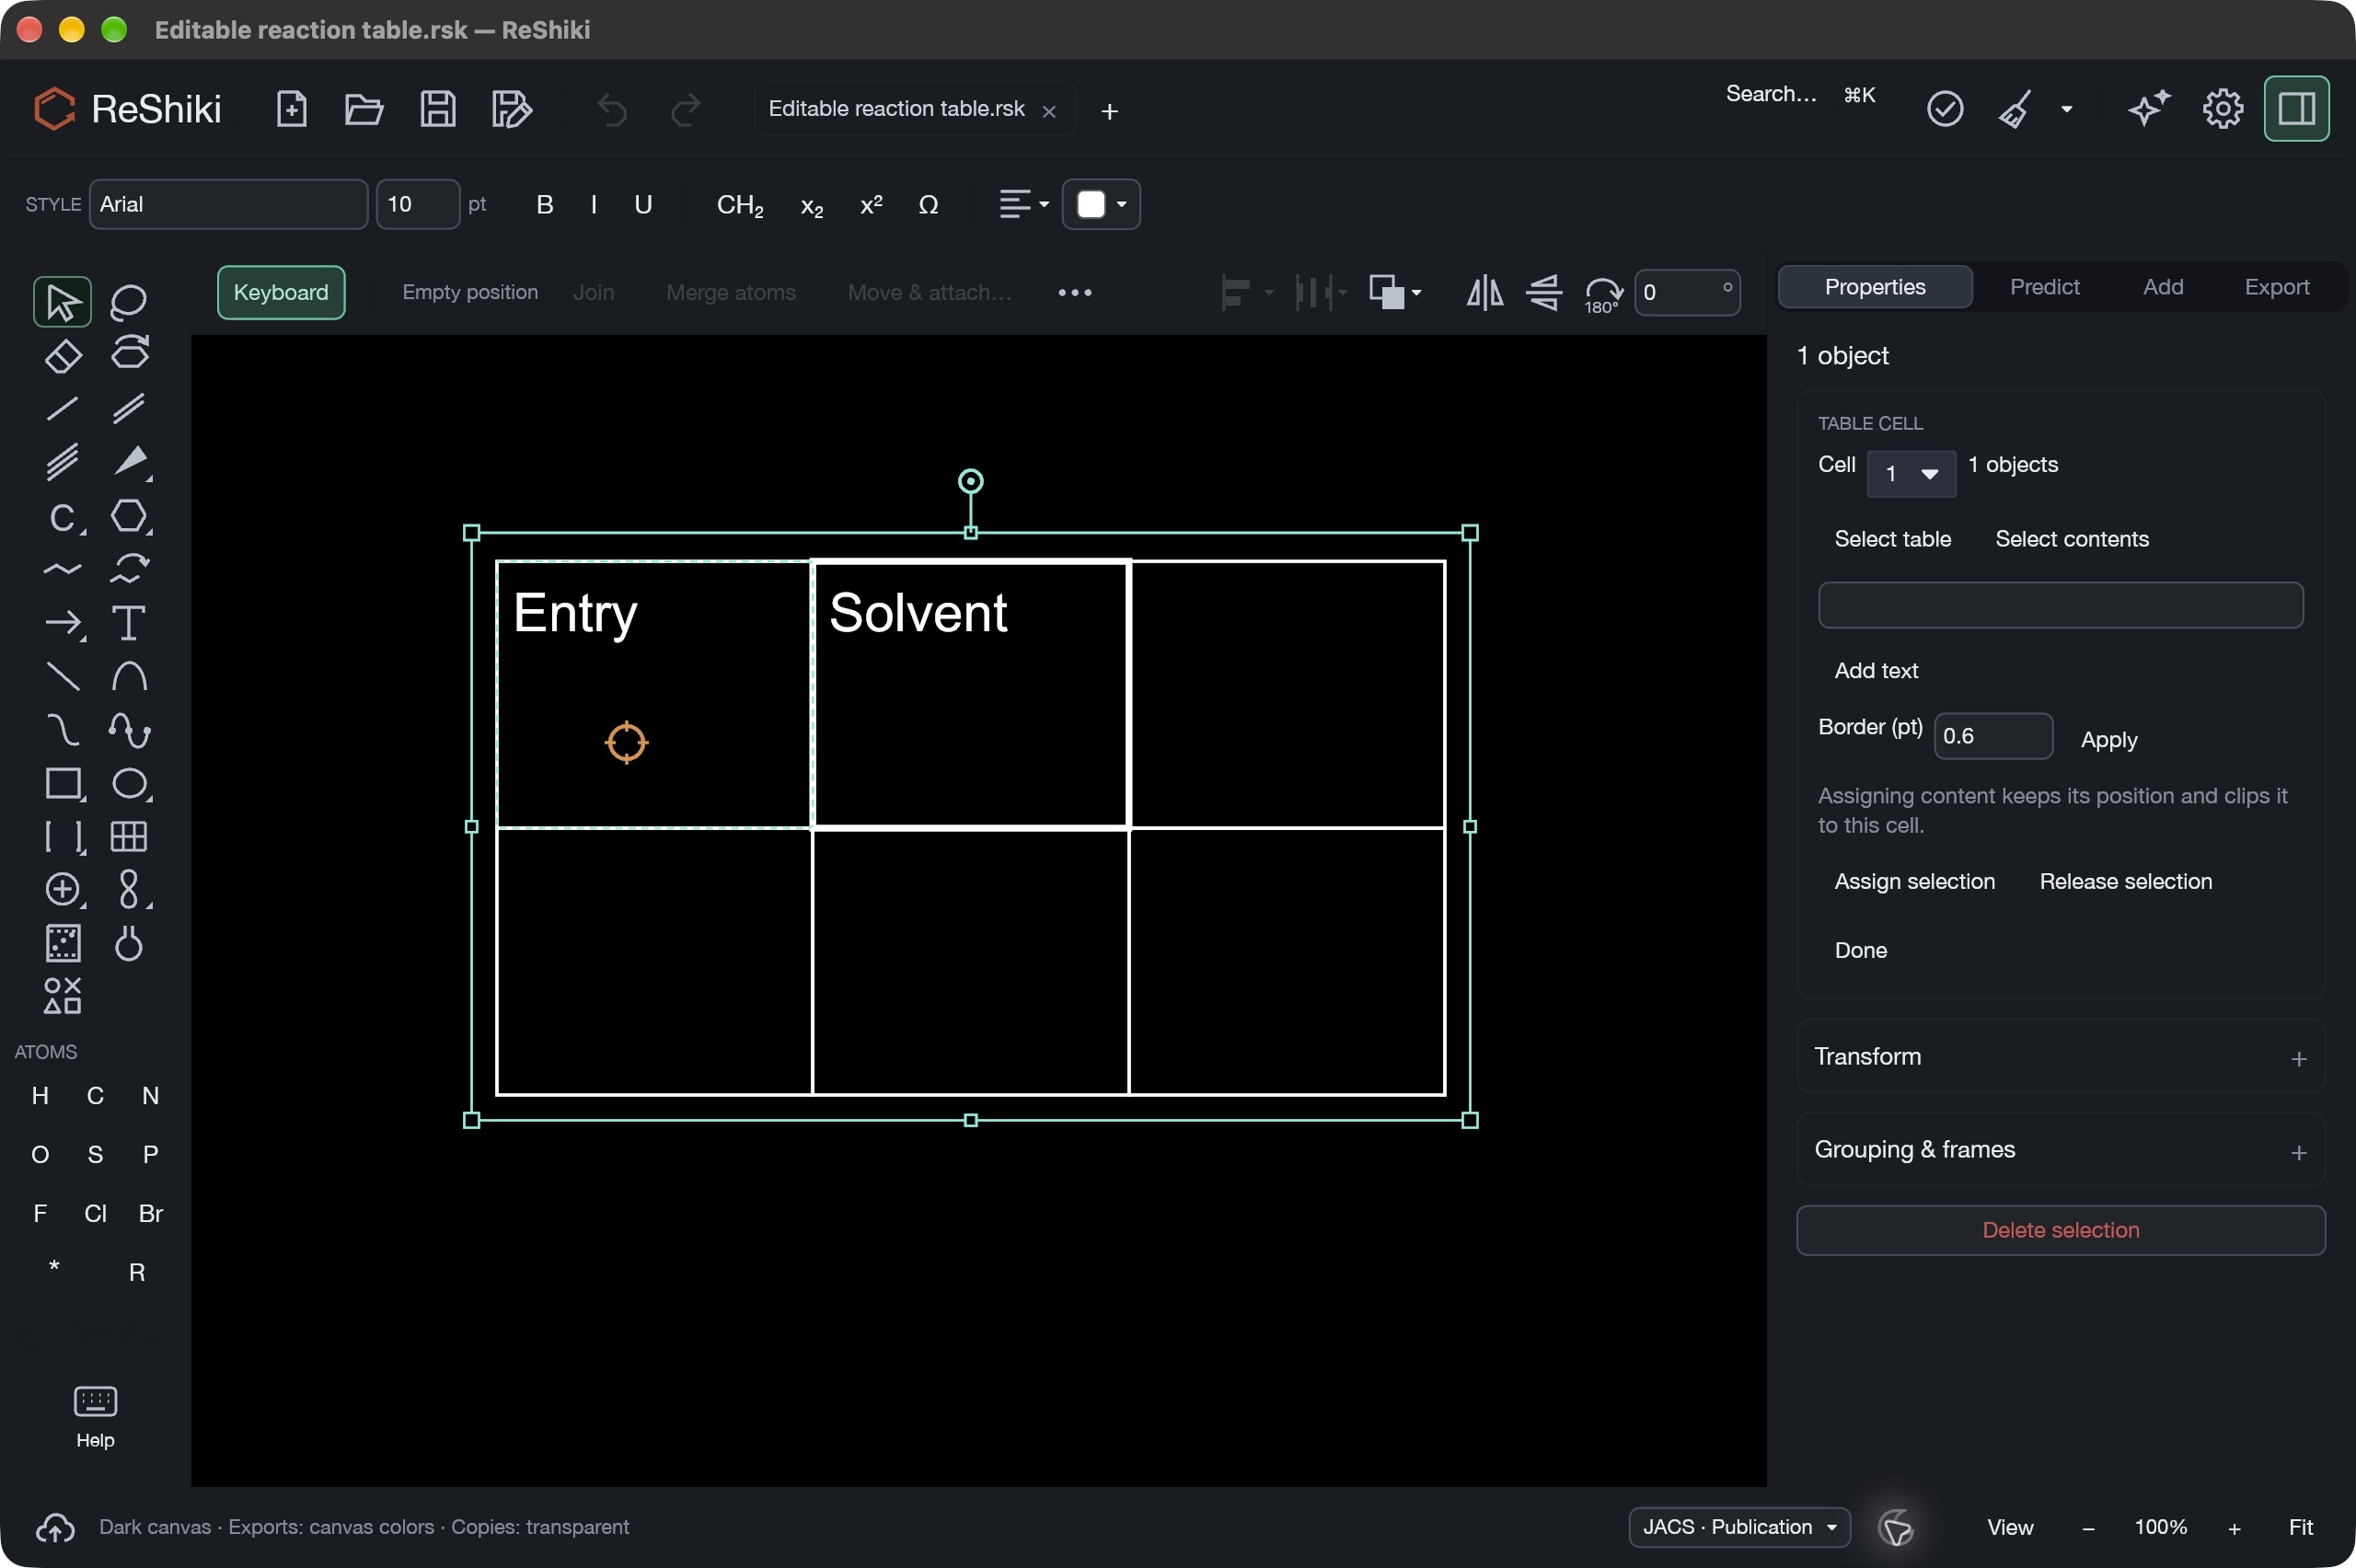 Editable reaction table.rsk — ReShiki
ReShiki
Editable reaction table.rsk
Search… ⌘K
STYLE Arial 10 pt B I U CH₂ x₂ x² Ω
Keyboard Empty position Join Merge atoms Move & attach… 180° 0 °
Properties Predict Add Export
1 object
TABLE CELL
Cell 1 1 objects
Select table Select contents
Add text
Border (pt) 0.6 Apply
Assigning content keeps its position and clips it
to this cell.
Assign selection Release selection
Done
Transform +
Grouping & frames +
Delete selection
Entry Solvent
C
T
ATOMS
H C N
O S P
F Cl Br
* R
Help
Dark canvas · Exports: canvas colors · Copies: transparent
JACS · Publication View – 100% + Fit